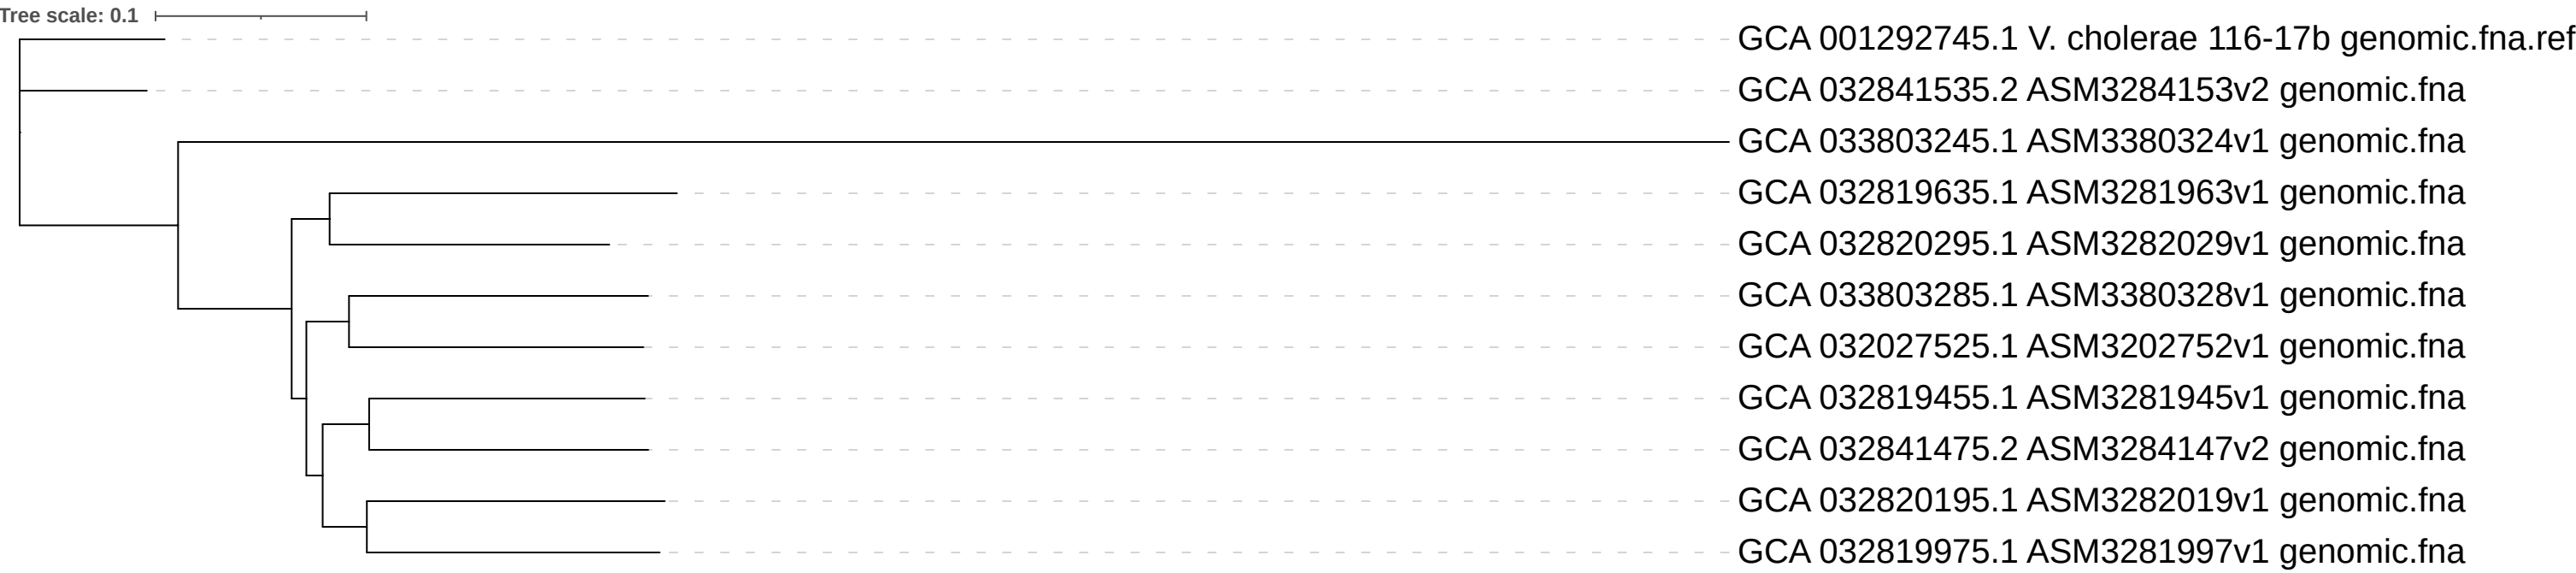 Tree scale: 0.1
GCA 001292745.1 V. cholerae 116-17b genomic.fna.ref
GCA 032841535.2 ASM3284153v2 genomic.fna
GCA 033803245.1 ASM3380324v1 genomic.fna
GCA 032819635.1 ASM3281963v1 genomic.fna
GCA 032820295.1 ASM3282029v1 genomic.fna
GCA 033803285.1 ASM3380328v1 genomic.fna
GCA 032027525.1 ASM3202752v1 genomic.fna
GCA 032819455.1 ASM3281945v1 genomic.fna
GCA 032841475.2 ASM3284147v2 genomic.fna
GCA 032820195.1 ASM3282019v1 genomic.fna
GCA 032819975.1 ASM3281997v1 genomic.fna